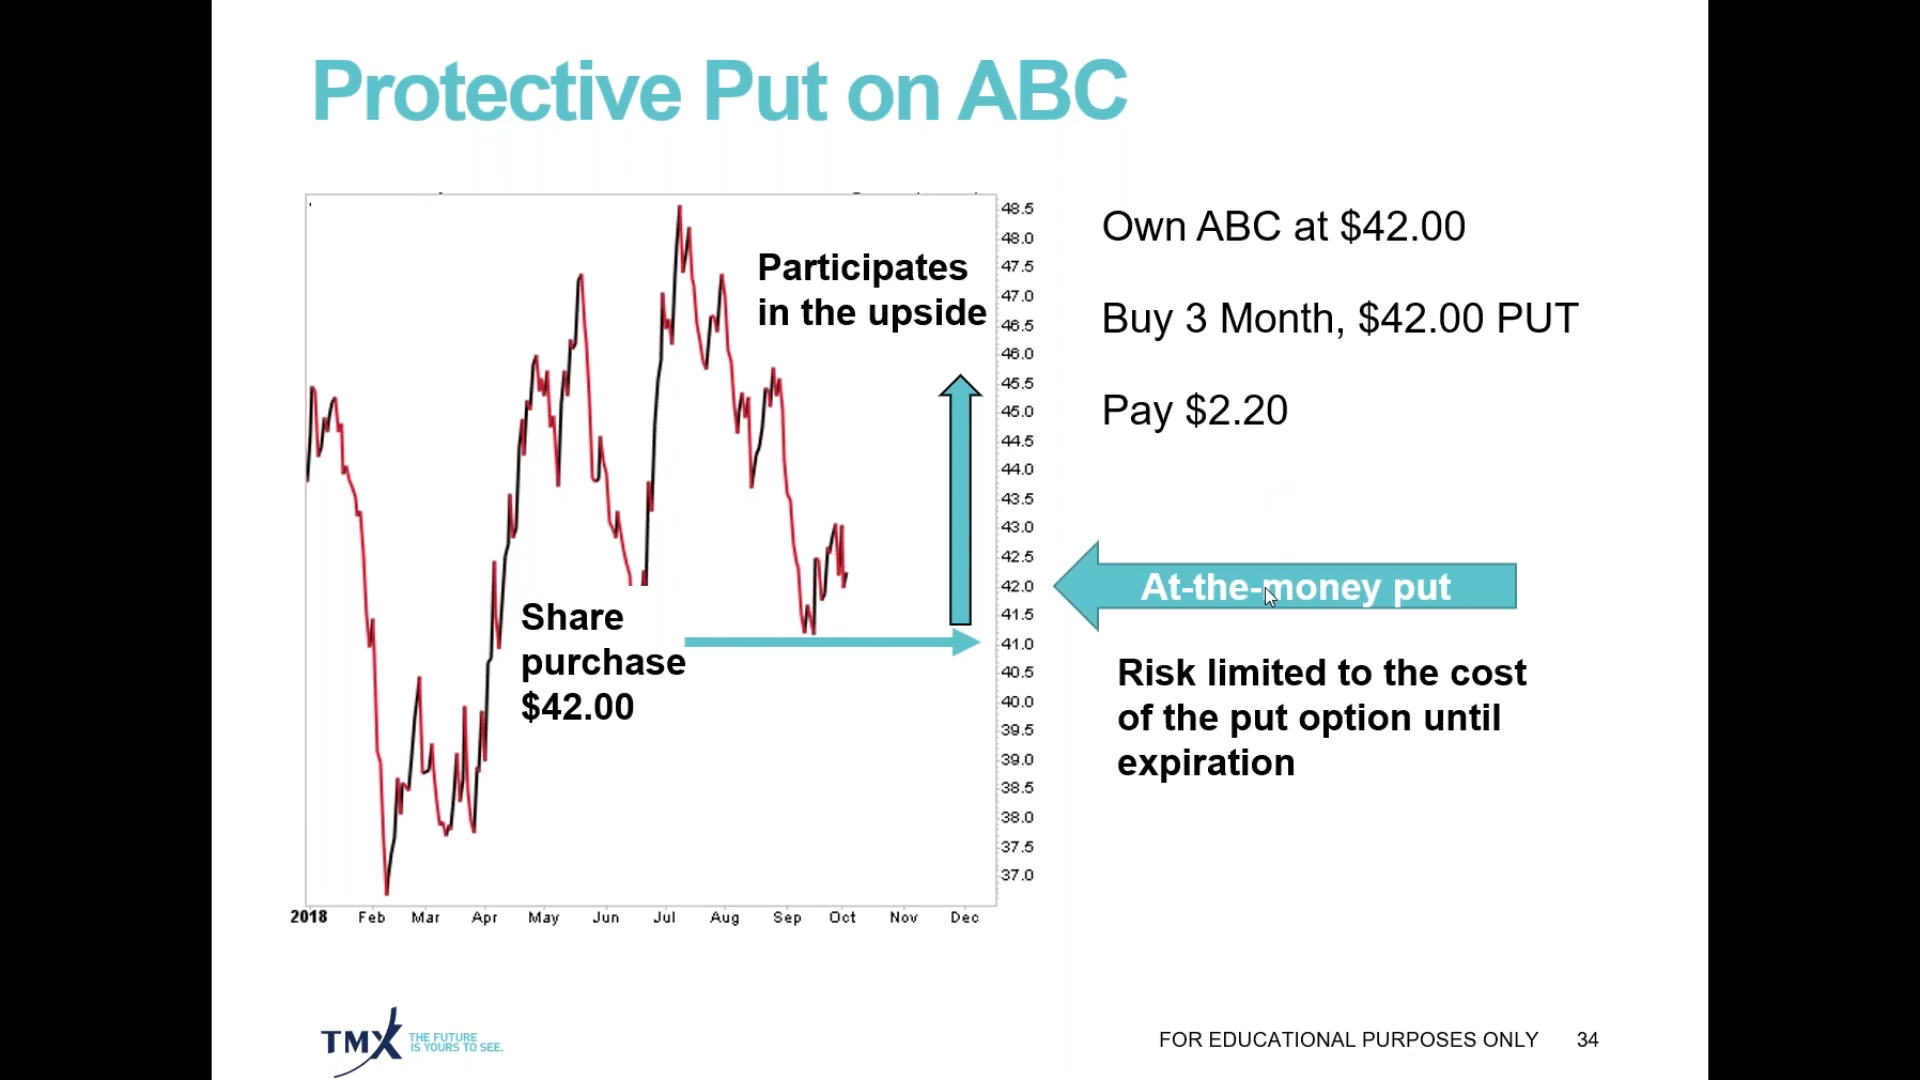 Protective Put on ABC
Participates
in the upside
Share
purchase
$42.00
48.5
48.0
47.5
47.0
46.5
46.0
45.5
45.0
44.5
44.0
43.5
43.0
42.5
42.0
41.5
41.0
40.5
40.0
39.5
39.0
38.5
38.0
37.5
37.0
2018 Feb Mar Apr May Jun Jul Aug Sep Oct Nov Dec
Own ABC at $42.00
Buy 3 Month, $42.00 PUT
Pay $2.20
At-the-money put
Risk limited to the cost
of the put option until
expiration
TMX THE FUTURE
IS YOURS TO SEE.
FOR EDUCATIONAL PURPOSES ONLY 34